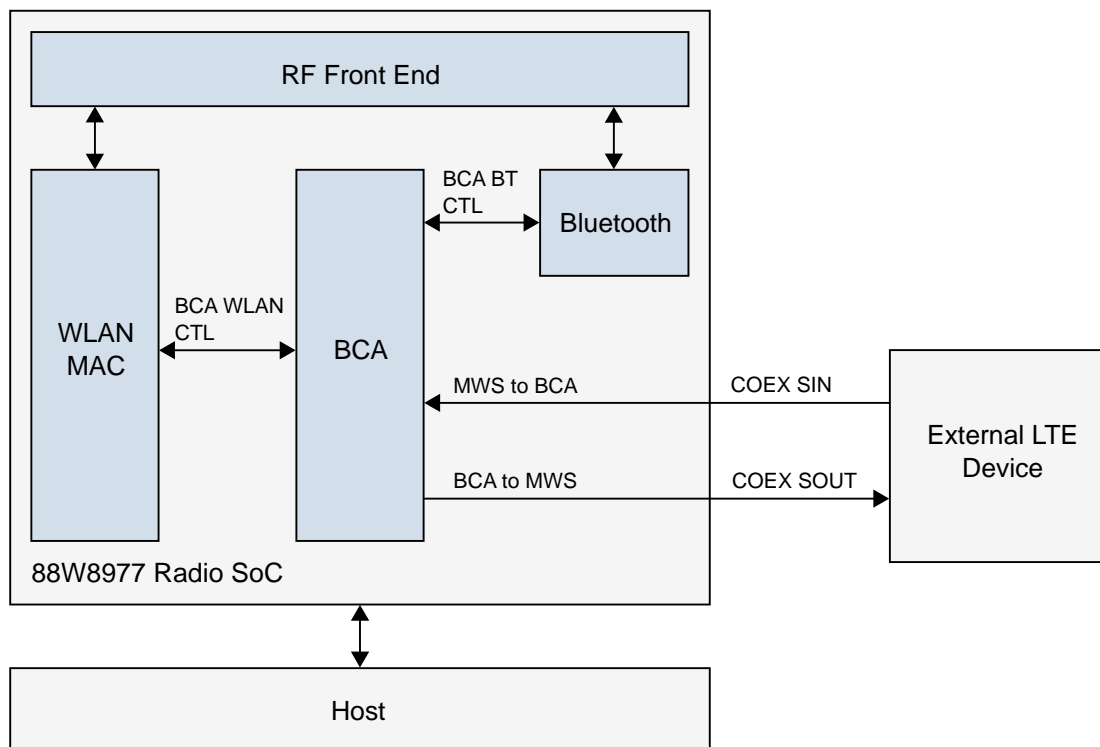 RF Front End
BCA BT
CTL
Bluetooth
BCA WLAN
CTL
WLAN
MAC
BCA
MWS to BCA
COEX SIN
External LTE
Device
BCA to MWS
COEX SOUT
88W8977 Radio SoC
Host